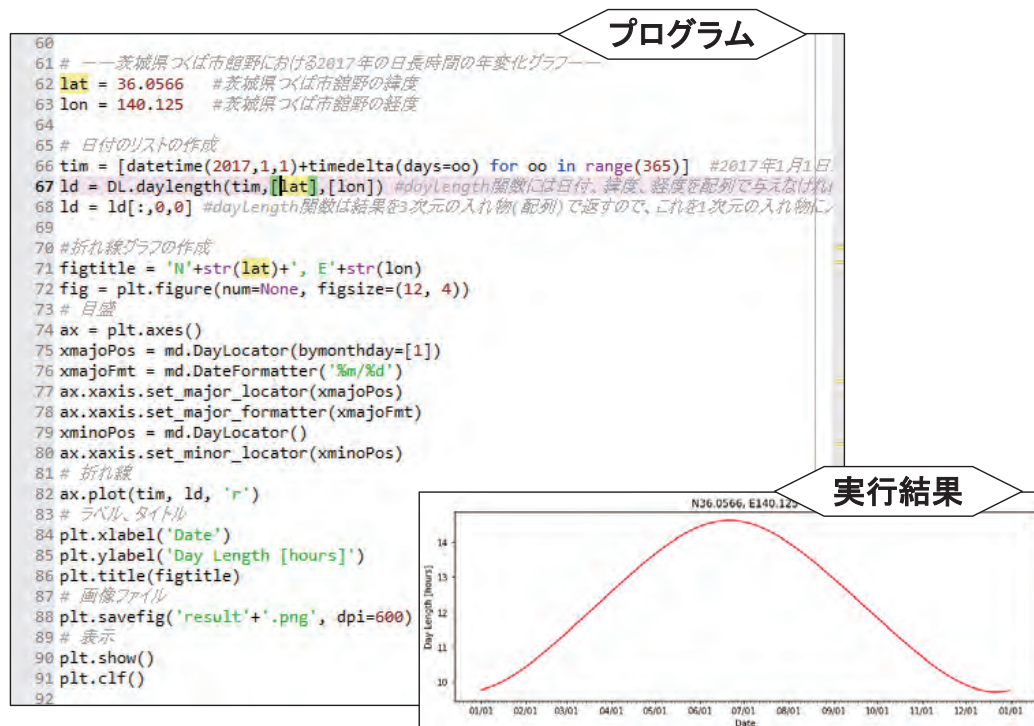 プログラム
60
61 # ーー茨城県つくば市舘野における2017年の日長時間の年変化グラフーー
62 lat = 36.0566   #茨城県つくば市舘野の緯度
63 lon = 140.125   #茨城県つくば市舘野の経度
64
65 # 日付のリストの作成
66 tim = [datetime(2017,1,1)+timedelta(days=oo) for oo in range(365)]  #2017年1月1日
67 ld = DL.daylength(tim,[lat],[lon]) #daylength関数には日付、緯度、経度を配列で与えなければ
68 ld = ld[:,0,0] #daylength関数は結果を3次元の入れ物(配列)で返すので、これを1次元の入れ物に
69
70 #折れ線グラフの作成
71 figtitle = 'N'+str(lat)+', E'+str(lon)
72 fig = plt.figure(num=None, figsize=(12, 4))
73 # 目盛
74 ax = plt.axes()
75 xmajoPos = md.DayLocator(bymonthday=[1])
76 xmajoFmt = md.DateFormatter('%m/%d')
77 ax.xaxis.set_major_locator(xmajoPos)
78 ax.xaxis.set_major_formatter(xmajoFmt)
79 xminoPos = md.DayLocator()
80 ax.xaxis.set_minor_locator(xminoPos)
81 # 折れ線
82 ax.plot(tim, ld, 'r')
83 # ラベル、タイトル
84 plt.xlabel('Date')
85 plt.ylabel('Day Length [hours]')
86 plt.title(figtitle)
87 # 画像ファイル
88 plt.savefig('result'+'.png', dpi=600)
89 # 表示
90 plt.show()
91 plt.clf()
92
実行結果
N36.0566, E140.125
14
13
12
11
10
Day Length [hours]
01/01 02/01 03/01 04/01 05/01 06/01 07/01 08/01 09/01 10/01 11/01 12/01 01/01
Date